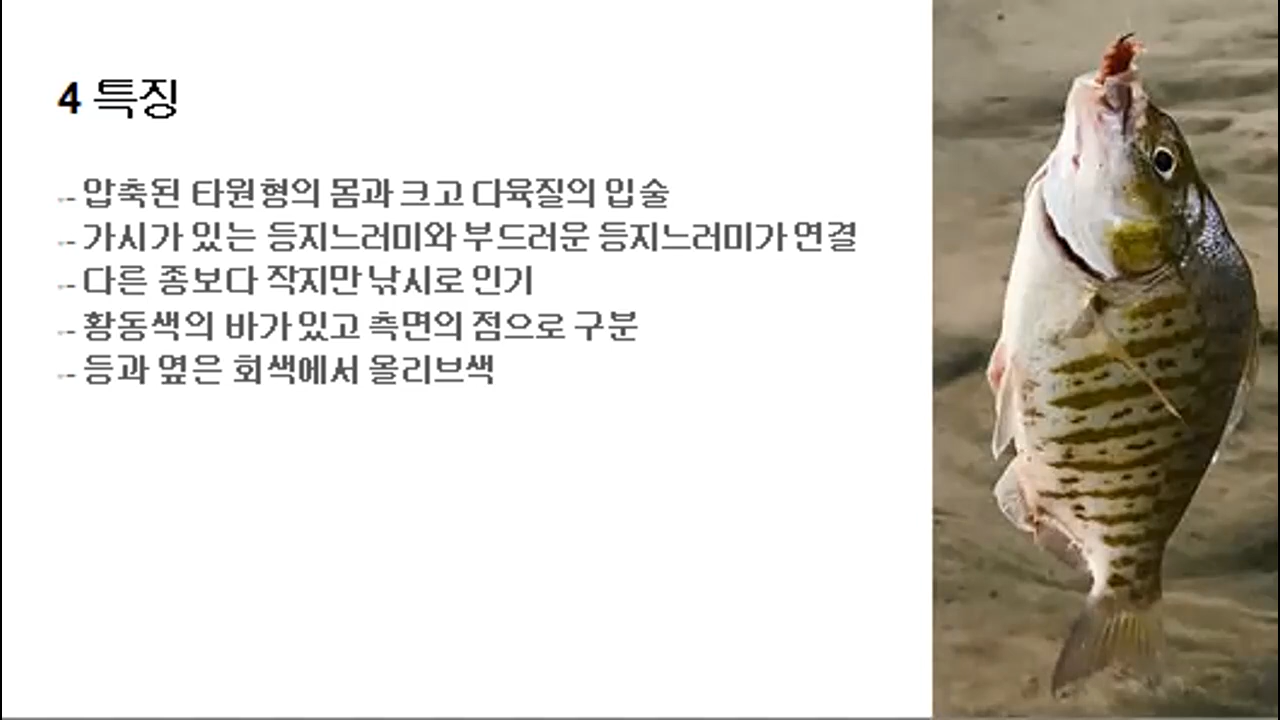 4 특징
-- 압축된 타원형의 몸과 크고 다육질의 입술
-- 가시가 있는 등지느러미와 부드러운 등지느러미가 연결
-- 다른 종보다 작지만 낚시로 인기
-- 황동색의 바가 있고 측면의 점으로 구분
-- 등과 옆은 회색에서 올리브색